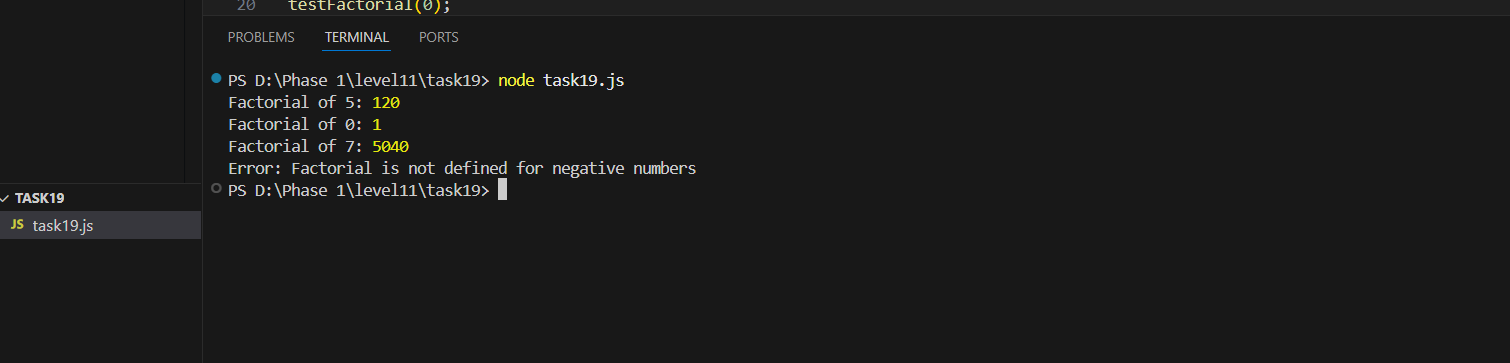 20 testFactorial(0);
PROBLEMS TERMINAL PORTS
PS D:\Phase 1\level11\task19> node task19.js
Factorial of 5: 120
Factorial of 0: 1
Factorial of 7: 5040
Error: Factorial is not defined for negative numbers
PS D:\Phase 1\level11\task19>
TASK19
JS task19.js